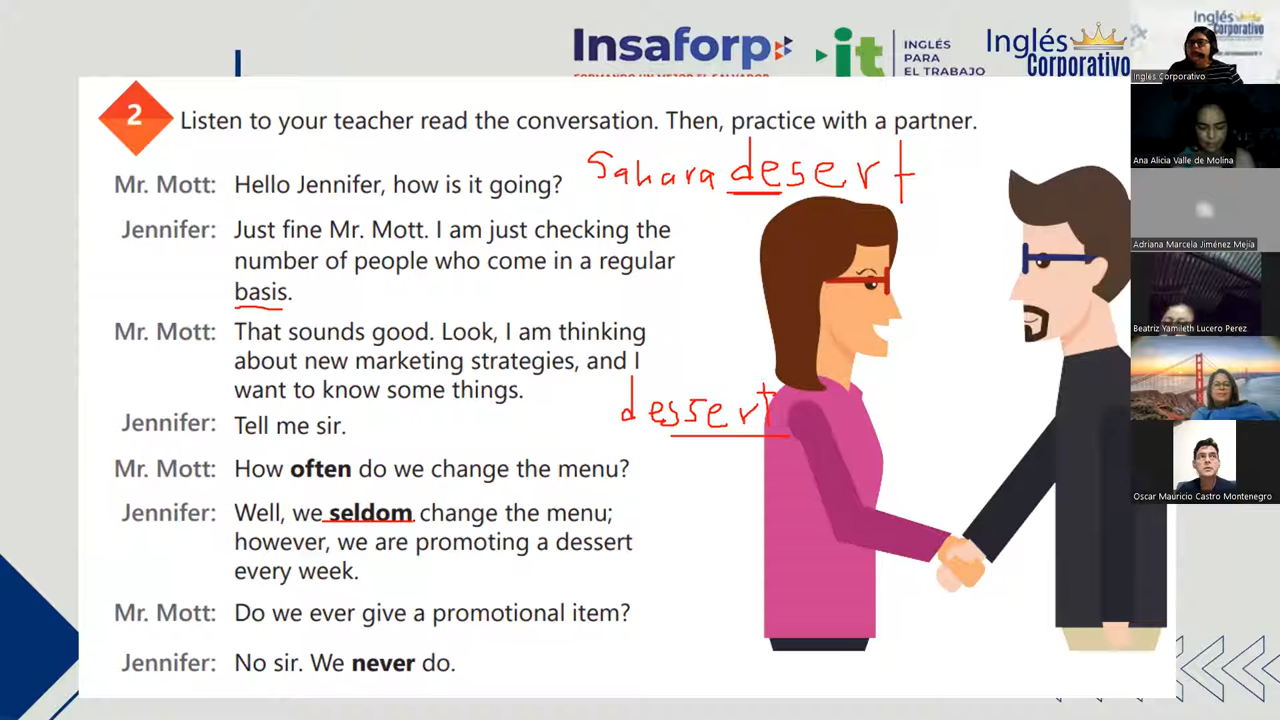 Insaforp
FORMANDO UN MEJOR EL SALVADOR
it
INGLÉS
PARA
EL TRABAJO
Inglés
Corporativo
Inglés
Corporativo
2
Listen to your teacher read the conversation. Then, practice with a partner.
Sahara desert
Mr. Mott: Hello Jennifer, how is it going?
Jennifer: Just fine Mr. Mott. I am just checking the
number of people who come in a regular
basis.
Mr. Mott: That sounds good. Look, I am thinking
about new marketing strategies, and I
want to know some things.
dessert
Jennifer: Tell me sir.
Mr. Mott: How often do we change the menu?
Jennifer: Well, we seldom change the menu;
however, we are promoting a dessert
every week.
Mr. Mott: Do we ever give a promotional item?
Jennifer: No sir. We never do.
Ingles Corporativo
Ana Alicia Valle de Molina
Adriana Marcela Jiménez Mejía
Beatriz Yamileth Lucero Perez
Oscar Mauricio Castro Montenegro